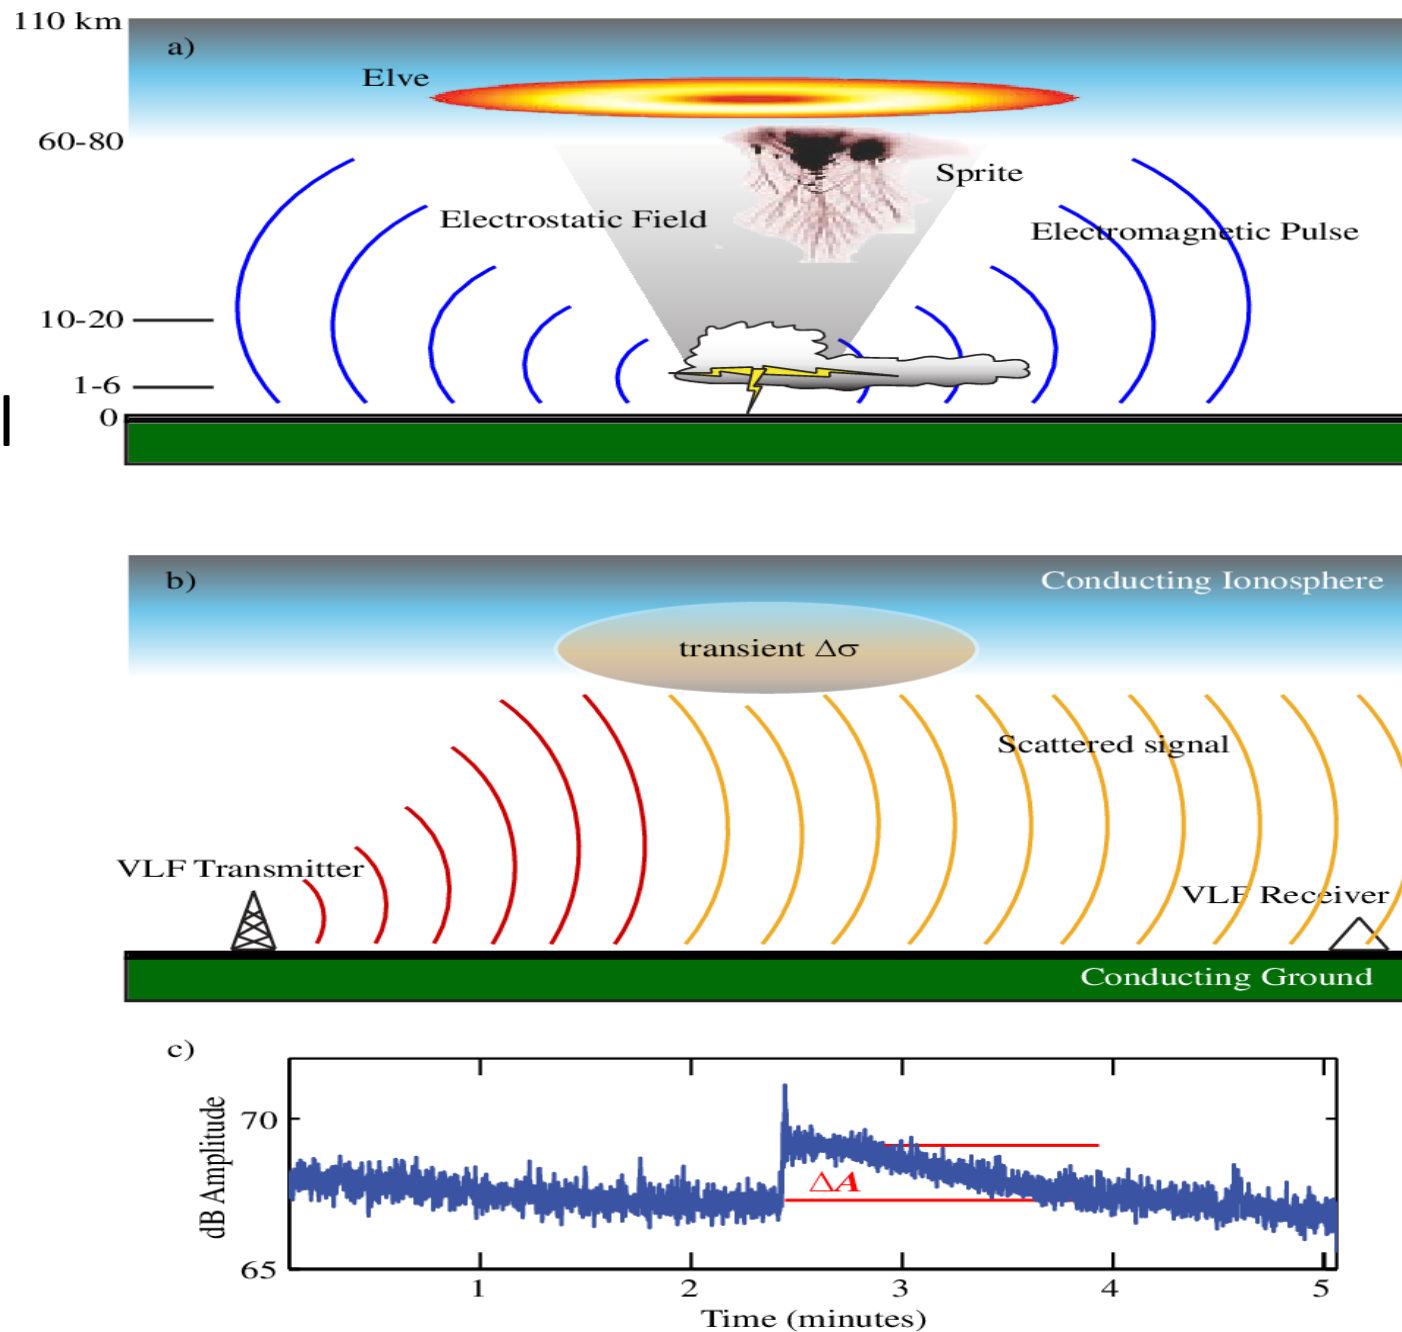 110 km
a)
Elve
60-80
Sprite
Electrostatic Field
Electromagnetic Pulse
10-20
1-6
0
b)
Conducting Ionosphere
transient Δσ
Scattered signal
VLF Transmitter
VLF Receiver
Conducting Ground
c)
dB Amplitude
70
ΔA
65
1 2 3 4 5
Time (minutes)